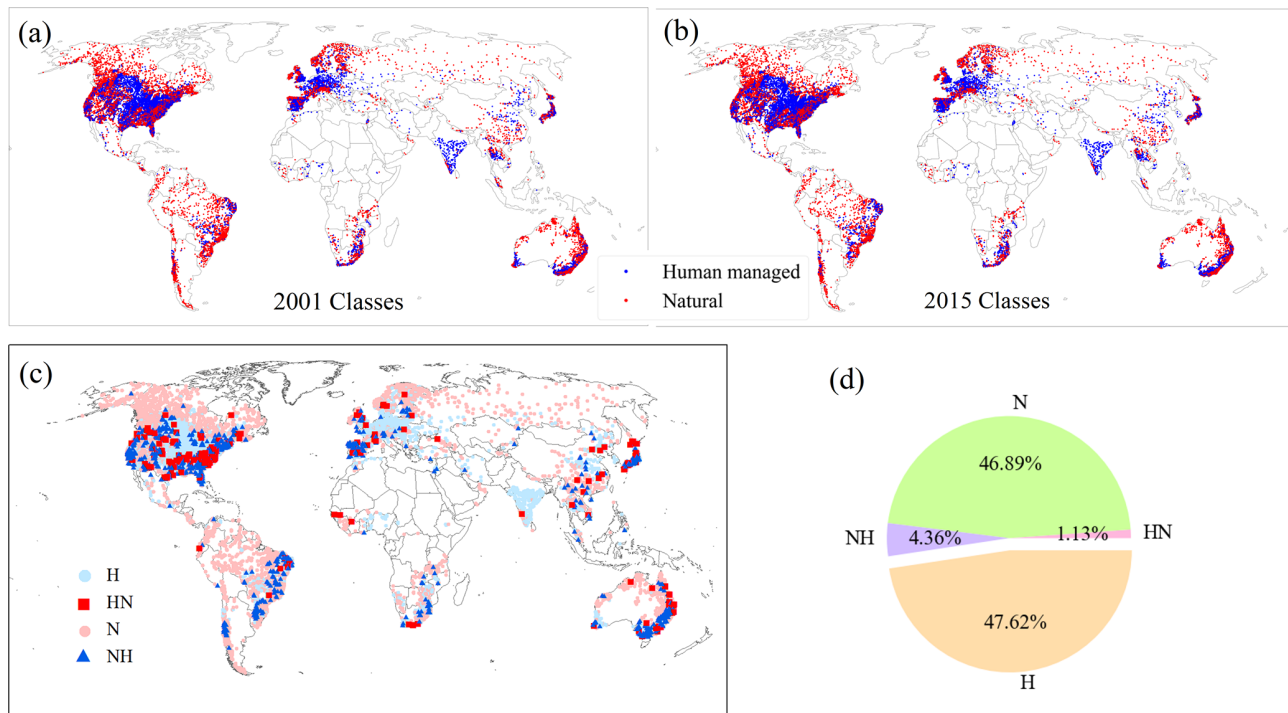 (a)
(b)
Human managed
Natural
2001 Classes
2015 Classes
(c)
H
HN
N
NH
(d)
N
46.89%
NH
4.36%
1.13%
HN
47.62%
H